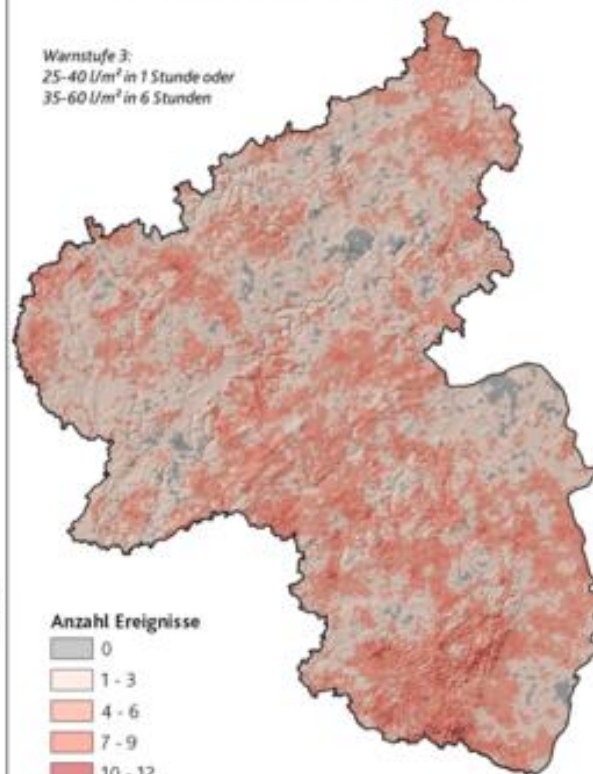 Warnstufe 3:
25-40 l/m² in 1 Stunde oder
35-60 l/m² in 6 Stunden
Anzahl Ereignisse
0
1 - 3
4 - 6
7 - 9